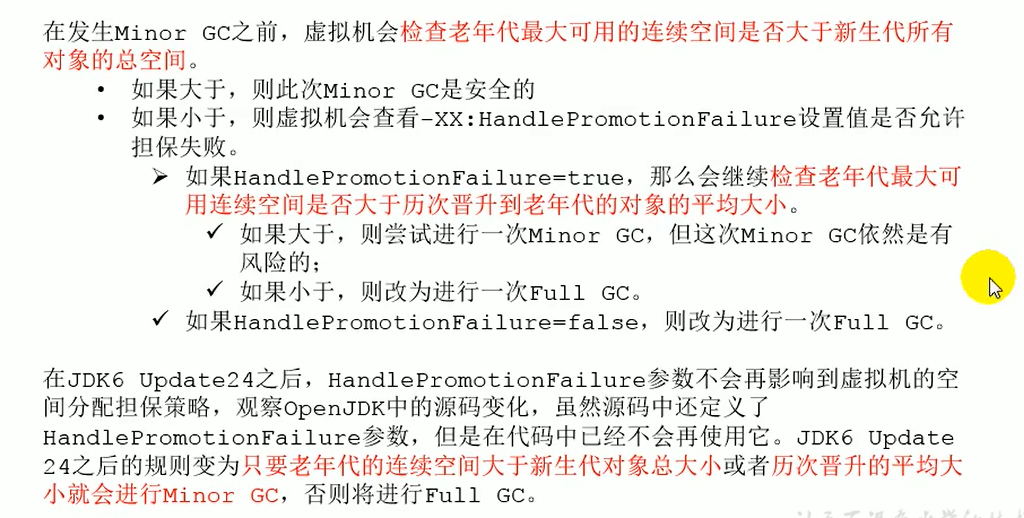 在发生Minor GC之前，虚拟机会检查老年代最大可用的连续空间是否大于新生代所有
对象的总空间。
• 如果大于，则此次Minor GC是安全的
• 如果小于，则虚拟机会查看-XX:HandlePromotionFailure设置值是否允许
担保失败。
➢ 如果HandlePromotionFailure=true，那么会继续检查老年代最大可
用连续空间是否大于历次晋升到老年代的对象的平均大小。
✓ 如果大于，则尝试进行一次Minor GC，但这次Minor GC依然是有
风险的；
✓ 如果小于，则改为进行一次Full GC。
✓ 如果HandlePromotionFailure=false，则改为进行一次Full GC。
在JDK6 Update24之后，HandlePromotionFailure参数不会再影响到虚拟机的空
间分配担保策略，观察OpenJDK中的源码变化，虽然源码中还定义了
HandlePromotionFailure参数，但是在代码中已经不会再使用它。JDK6 Update
24之后的规则变为只要老年代的连续空间大于新生代对象总大小或者历次晋升的平均大
小就会进行Minor GC，否则将进行Full GC。